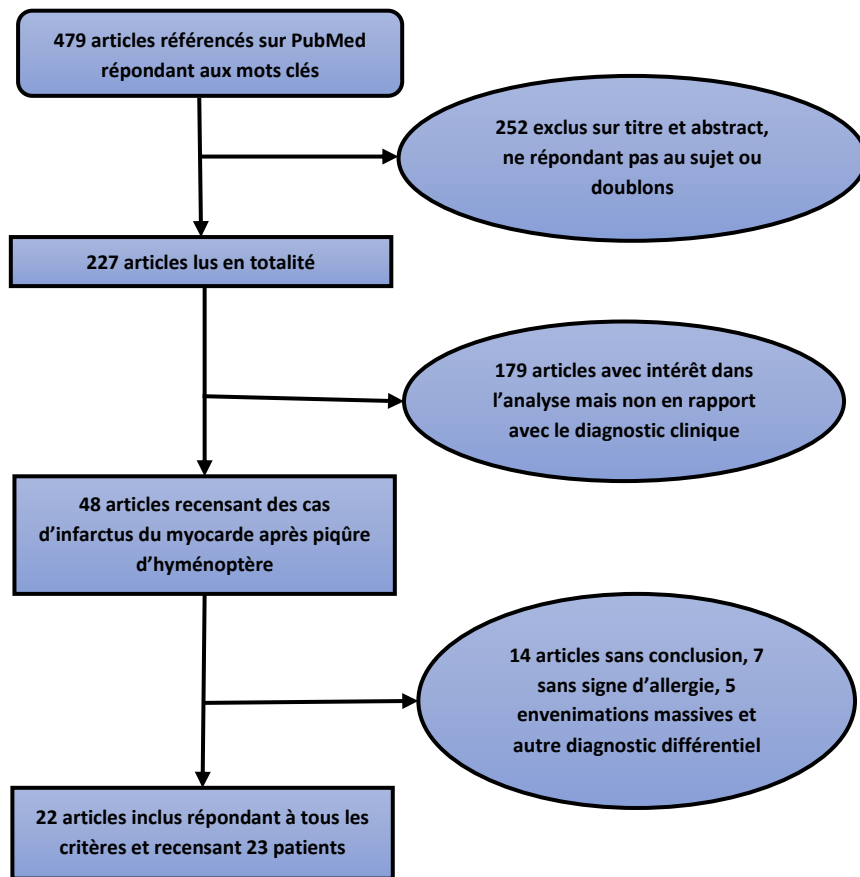 479 articles référencés sur PubMed
répondant aux mots clés
252 exclus sur titre et abstract,
ne répondant pas au sujet ou
doublons
227 articles lus en totalité
179 articles avec intérêt dans
l’analyse mais non en rapport
avec le diagnostic clinique
48 articles recensant des cas
d’infarctus du myocarde après piqûre
d’hyménoptère
14 articles sans conclusion, 7
sans signe d’allergie, 5
envenimations massives et
autre diagnostic différentiel
22 articles inclus répondant à tous les
critères et recensant 23 patients